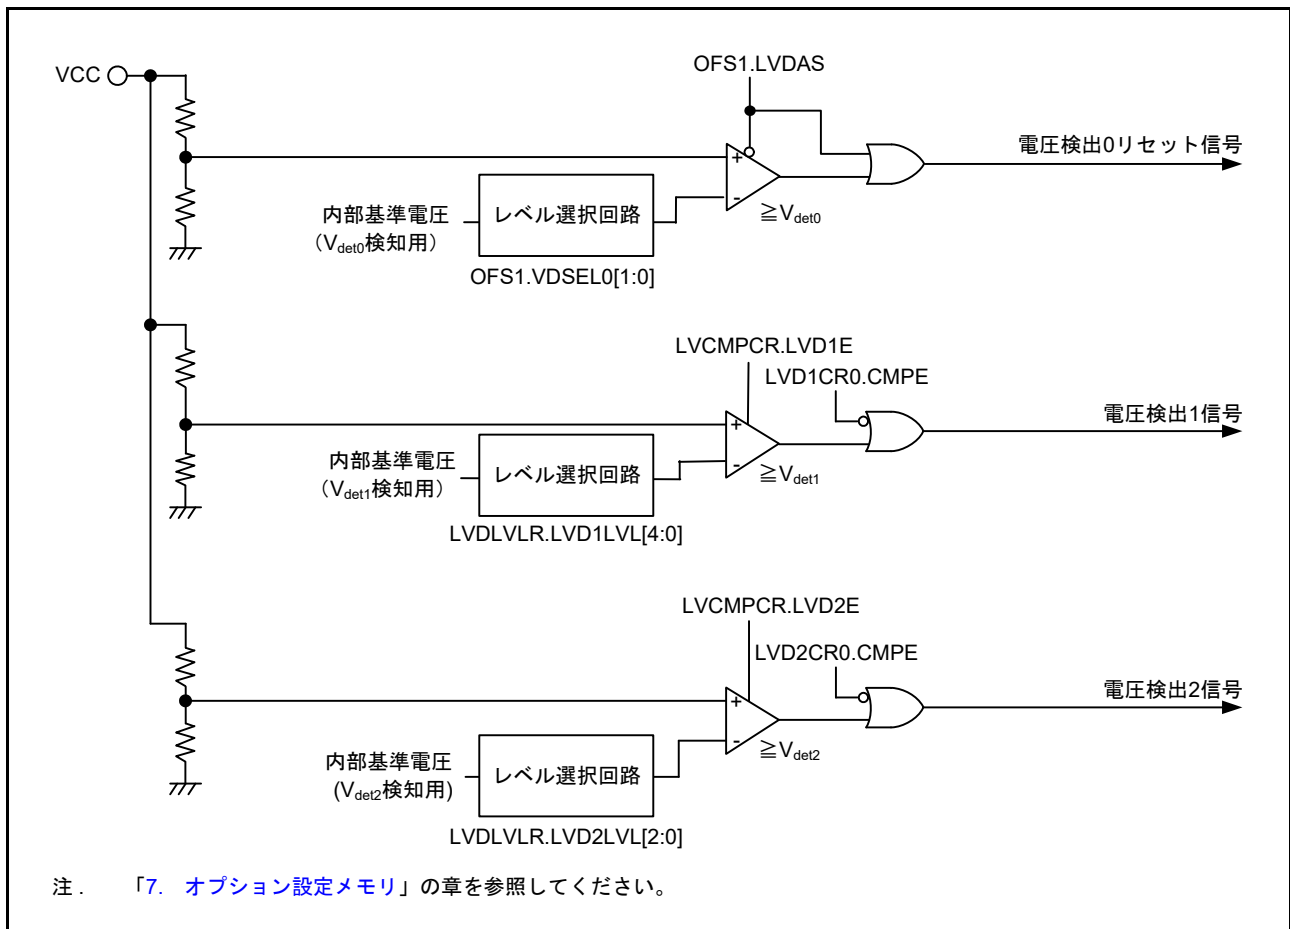 OFS1.LVDAS
VCC
電圧検出0リセット信号
+
-
内部基準電圧
（Vdet0検知用）
レベル選択回路
≧Vdet0
OFS1.VDSEL0[1:0]
LVCMPCR.LVD1E
LVD1CR0.CMPE
電圧検出1信号
+
-
内部基準電圧
（Vdet1検知用）
レベル選択回路
≧Vdet1
LVDLVLR.LVD1LVL[4:0]
LVCMPCR.LVD2E
LVD2CR0.CMPE
電圧検出2信号
+
-
内部基準電圧
(Vdet2検知用)
レベル選択回路
≧Vdet2
LVDLVLR.LVD2LVL[2:0]
注. 「7. オプション設定メモリ」の章を参照してください。